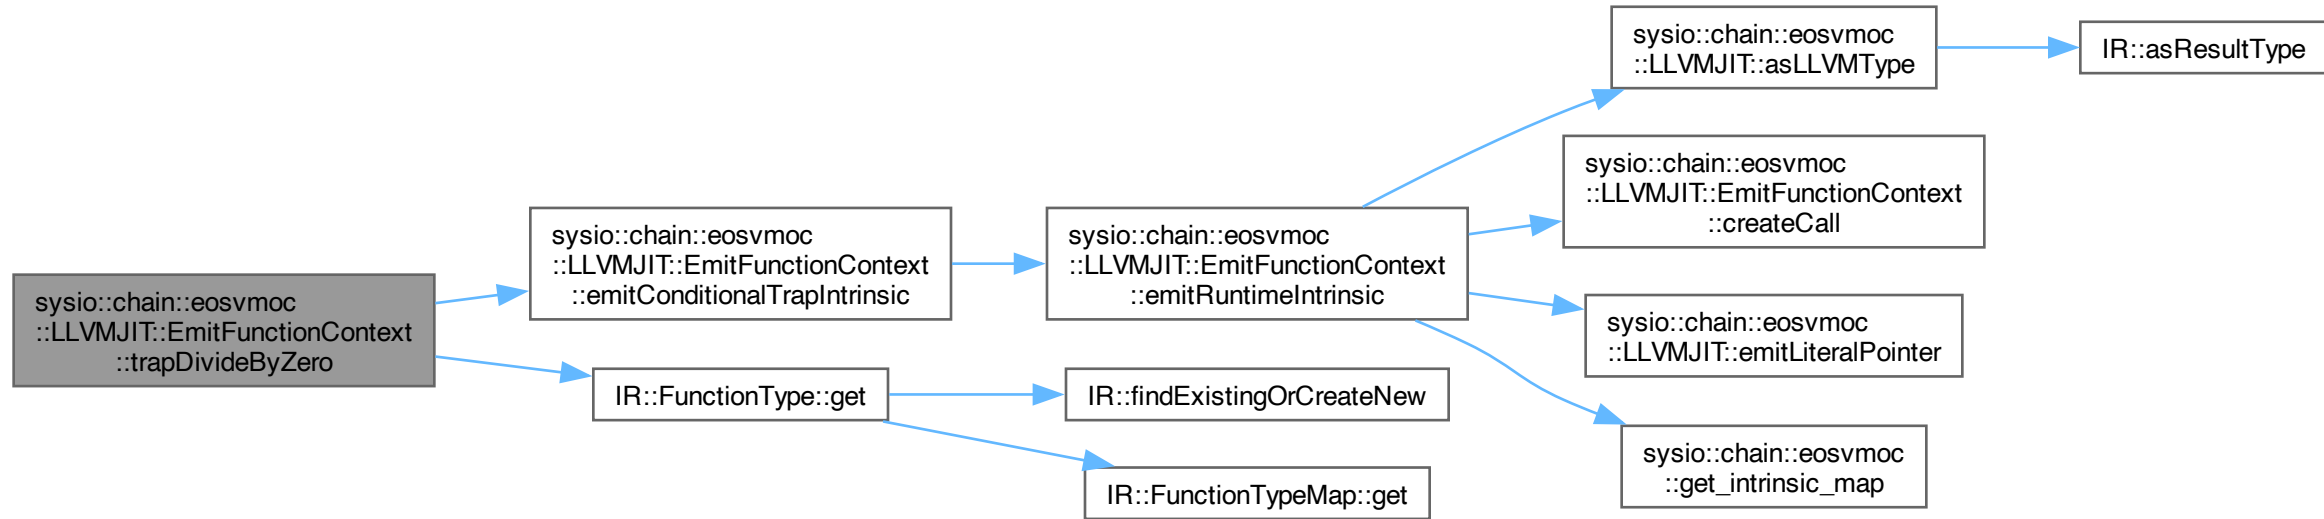 sysio::chain::eosvmoc
::LLVMJIT::EmitFunctionContext
::trapDivideByZero
sysio::chain::eosvmoc
::LLVMJIT::EmitFunctionContext
::emitConditionalTrapIntrinsic
sysio::chain::eosvmoc
::LLVMJIT::EmitFunctionContext
::emitRuntimeIntrinsic
sysio::chain::eosvmoc
::LLVMJIT::asLLVMType
IR::asResultType
sysio::chain::eosvmoc
::LLVMJIT::EmitFunctionContext
::createCall
sysio::chain::eosvmoc
::LLVMJIT::emitLiteralPointer
sysio::chain::eosvmoc
::get_intrinsic_map
IR::FunctionType::get
IR::findExistingOrCreateNew
IR::FunctionTypeMap::get